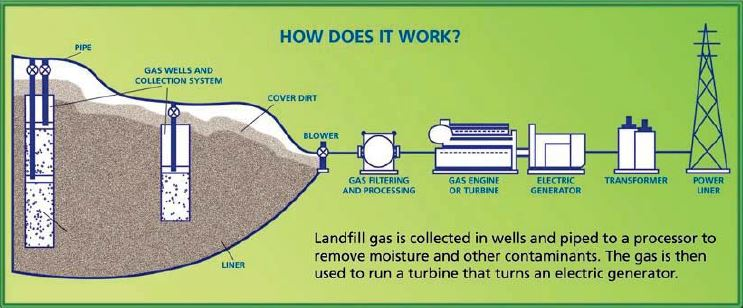 HOW DOES IT WORK?
PIPE
GAS WELLS AND
COLLECTION SYSTEM
COVER DIRT
BLOWER
GAS FILTERING
AND PROCESSING
GAS ENGINE
OR TURBINE
ELECTRIC
GENERATOR
TRANSFORMER
POWER
LINER
LINER
Landfill gas is collected in wells and piped to a processor to
remove moisture and other contaminants. The gas is then
used to run a turbine that turns an electric generator.